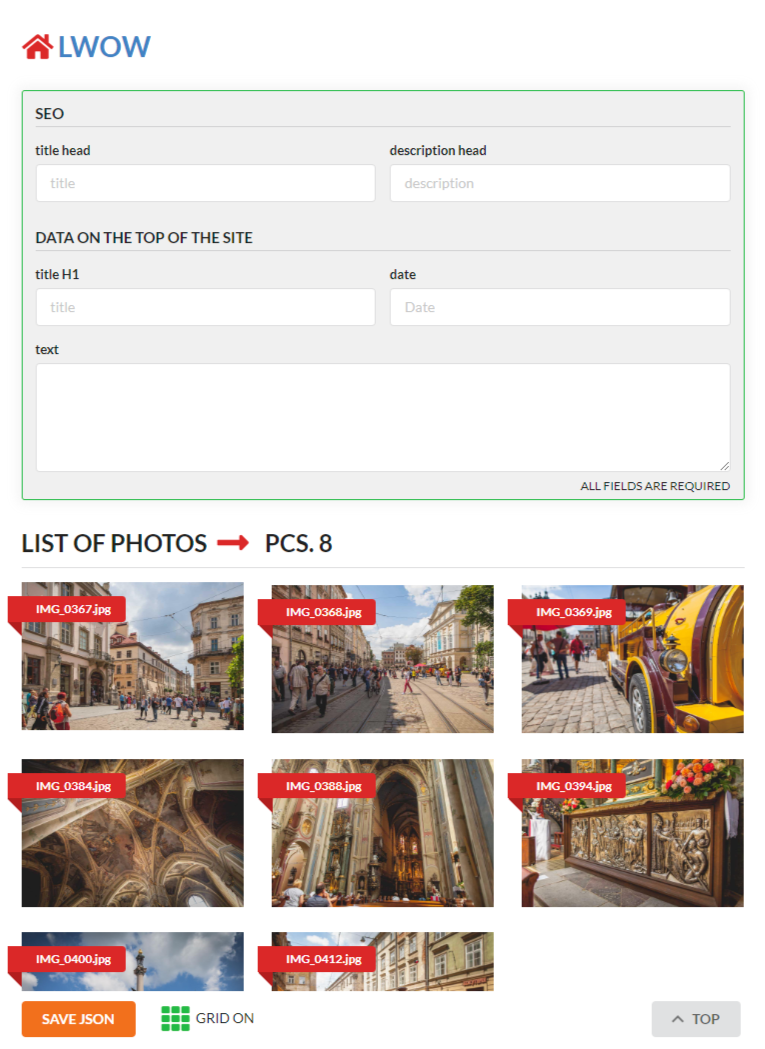 LWOW
SEO
title head description head
title description
DATA ON THE TOP OF THE SITE
title H1 date
title Date
text
ALL FIELDS ARE REQUIRED
LIST OF PHOTOS PCS. 8
IMG_0367.jpg IMG_0368.jpg IMG_0369.jpg
IMG_0384.jpg IMG_0388.jpg IMG_0394.jpg
IMG_0400.jpg IMG_0412.jpg
SAVE JSON GRID ON TOP